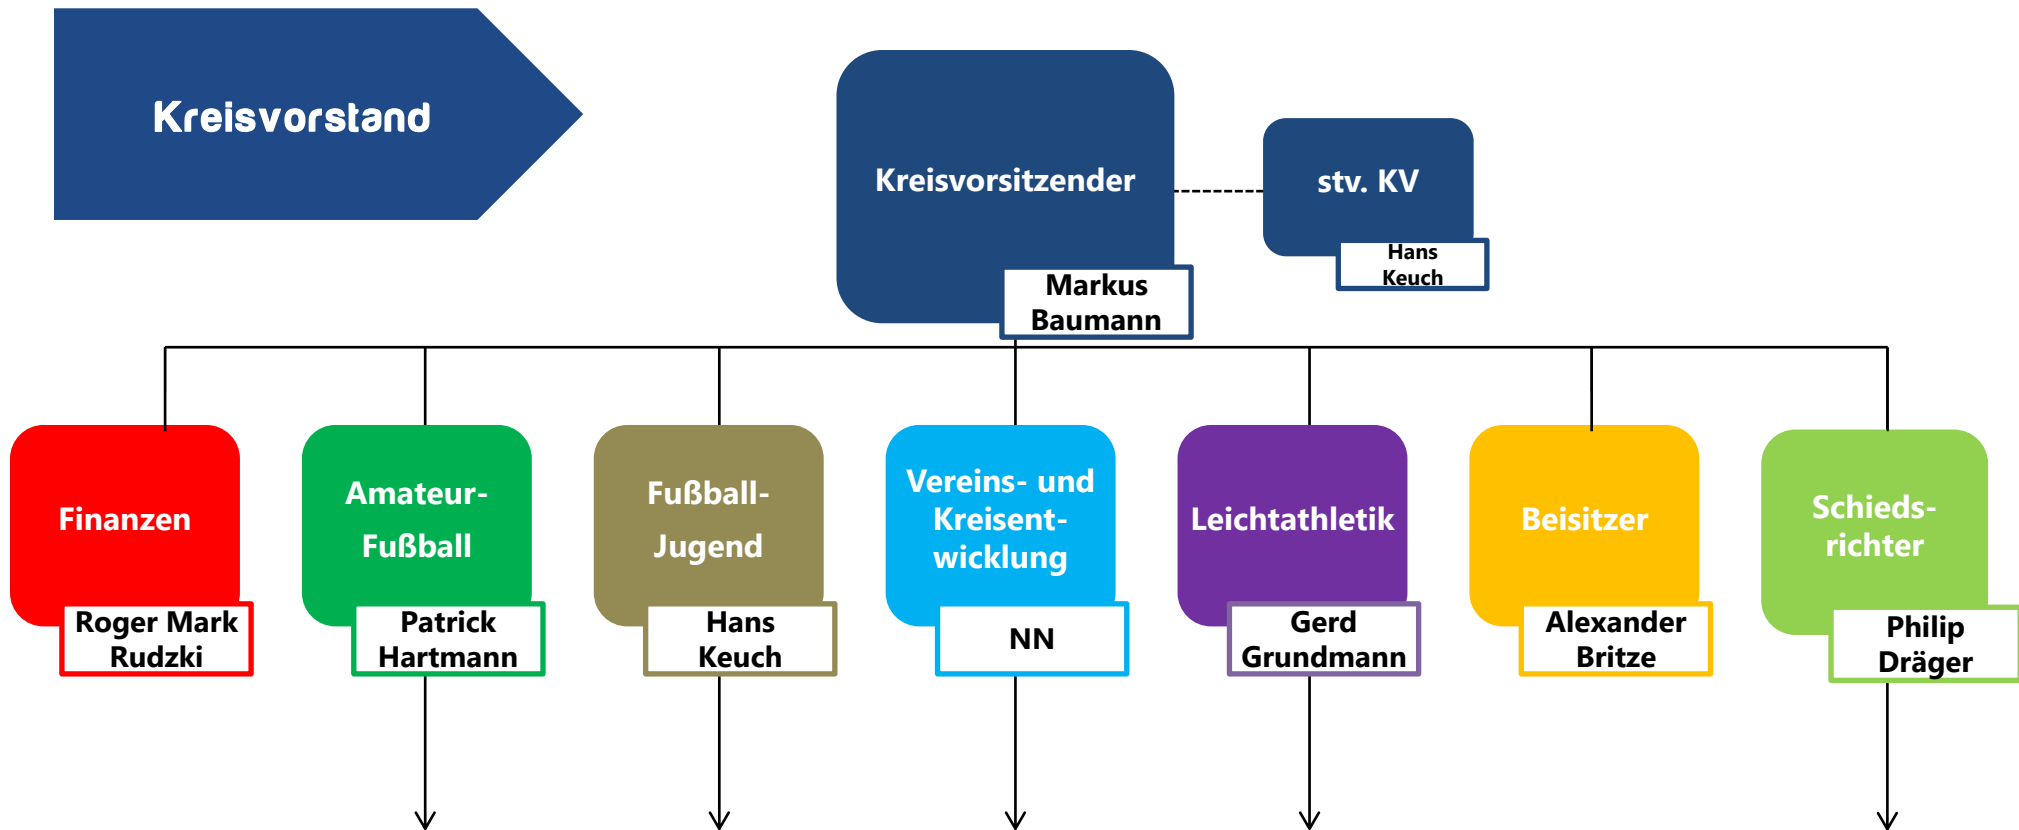 Kreisvorstand
Kreisvorsitzender
Markus
Baumann
stv. KV
Hans
Keuch
Finanzen
Roger Mark
Rudzki
Amateur-
Fußball
Patrick
Hartmann
Fußball-
Jugend
Hans
Keuch
Vereins- und
Kreisent-
wicklung
NN
Leichtathletik
Gerd
Grundmann
Beisitzer
Alexander
Britze
Schieds-
richter
Philip
Dräger